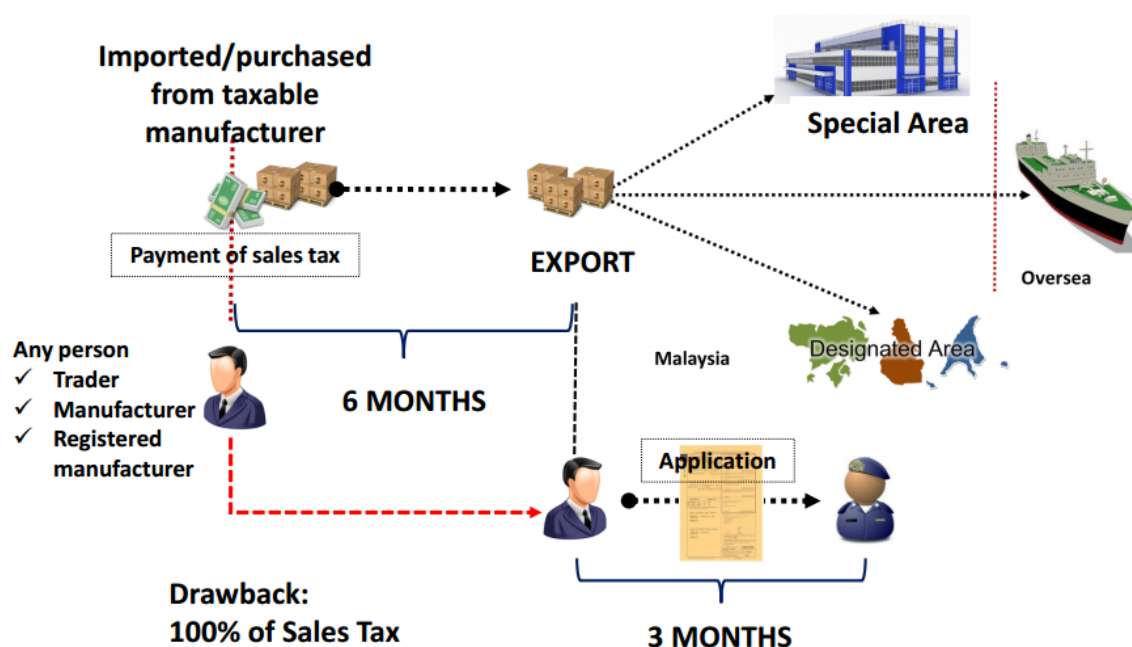 Imported/purchased
from taxable
manufacturer
Special Area
Payment of sales tax
EXPORT
Oversea
Any person
✓ Trader
✓ Manufacturer
✓ Registered
manufacturer
6 MONTHS
Malaysia
Designated Area
Application
Drawback:
100% of Sales Tax
3 MONTHS